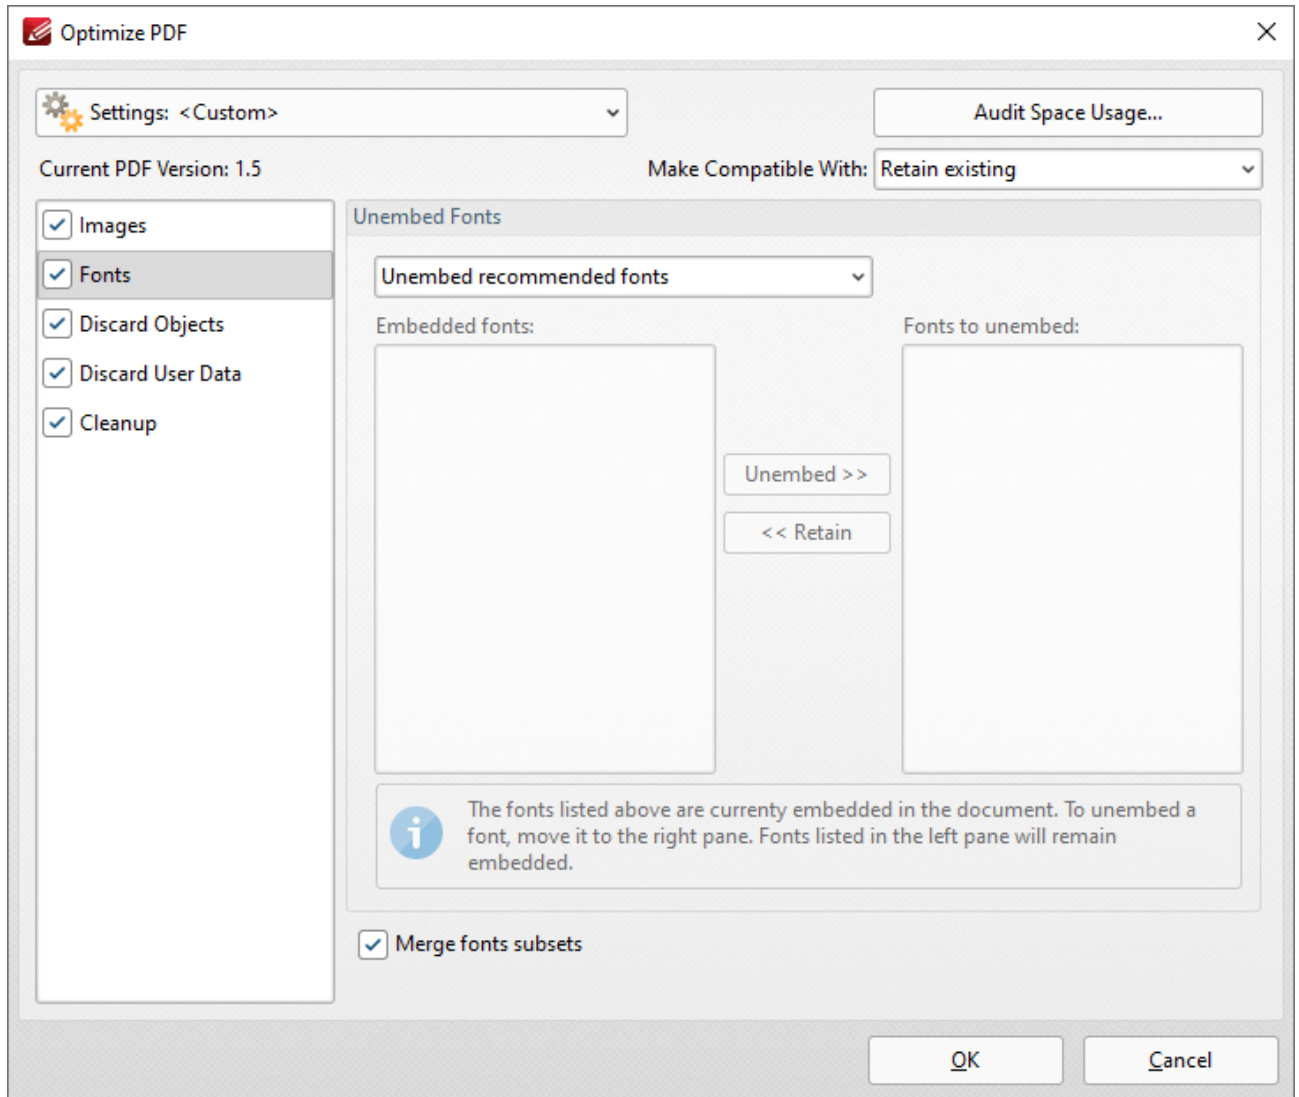 Optimize PDF
Settings: <Custom>
Audit Space Usage...
Current PDF Version: 1.5
Make Compatible With: Retain existing
Images
Fonts
Discard Objects
Discard User Data
Cleanup
Unembed Fonts
Unembed recommended fonts
Embedded fonts:
Fonts to unembed:
Unembed >>
<< Retain
The fonts listed above are currenty embedded in the document. To unembed a
font, move it to the right pane. Fonts listed in the left pane will remain
embedded.
Merge fonts subsets
OK
Cancel